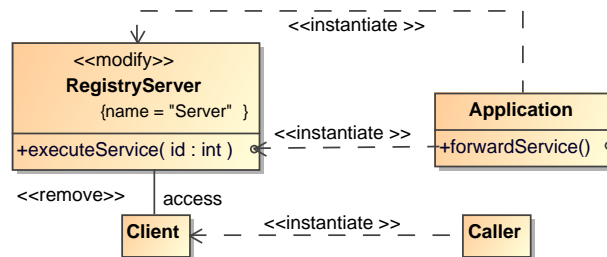 <<instantiate >>
<<modify>>
RegistryServer
{name = "Server" }
Application
+executeService( id : int )
<<instantiate >>
+forwardService()
<<remove>>
access
Client
<<instantiate >>
Caller